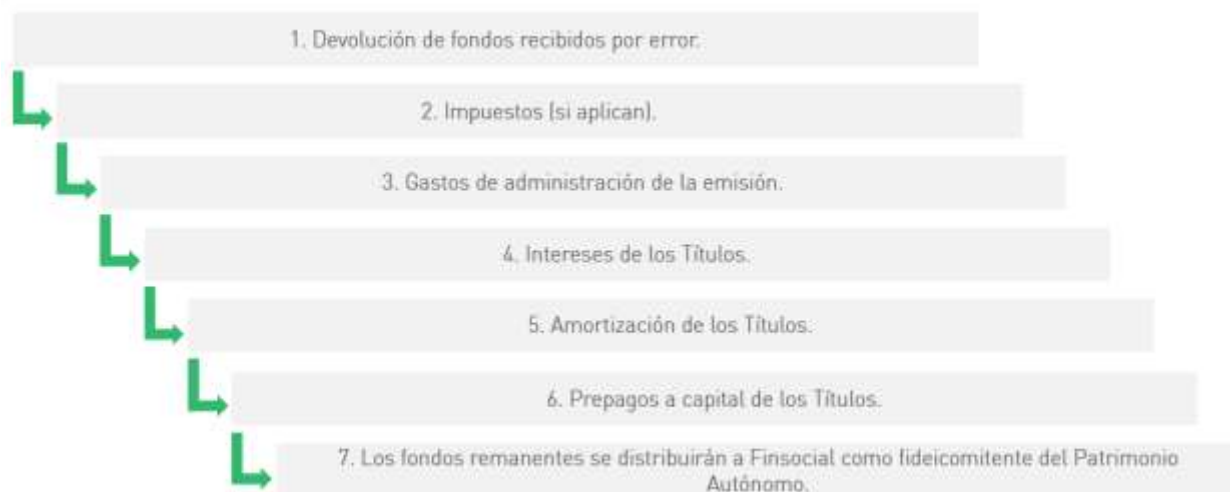 1. Devolución de fondos recibidos por error.
2. Impuestos (si aplican).
3. Gastos de administración de la emisión.
4. Intereses de los Títulos.
5. Amortización de los Títulos.
6. Prepagos a capital de los Títulos.
7. Los fondos remanentes se distribuirán a Finsocial como fideicomitente del Patrimonio
Autónomo.